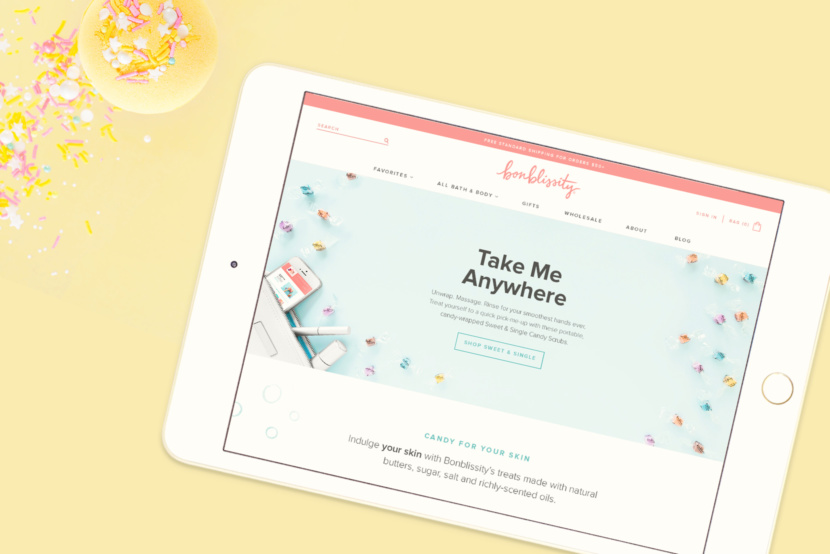 FREE STANDARD SHIPPING FOR ORDERS $50+
SEARCH
bonblissity
SIGN IN | BAG (0)
FAVORITES
ALL BATH & BODY
GIFTS
WHOLESALE
ABOUT
BLOG
Take Me
Anywhere
Unwrap. Massage. Rinse for your smoothest hands ever.
Treat yourself to a quick pick-me-up with these portable,
candy-wrapped Sweet & Single Candy Scrubs.
SHOP SWEET & SINGLE
CANDY FOR YOUR SKIN
Indulge your skin with Bonblissity's treats made with natural
butters, sugar, salt and richly-scented oils.